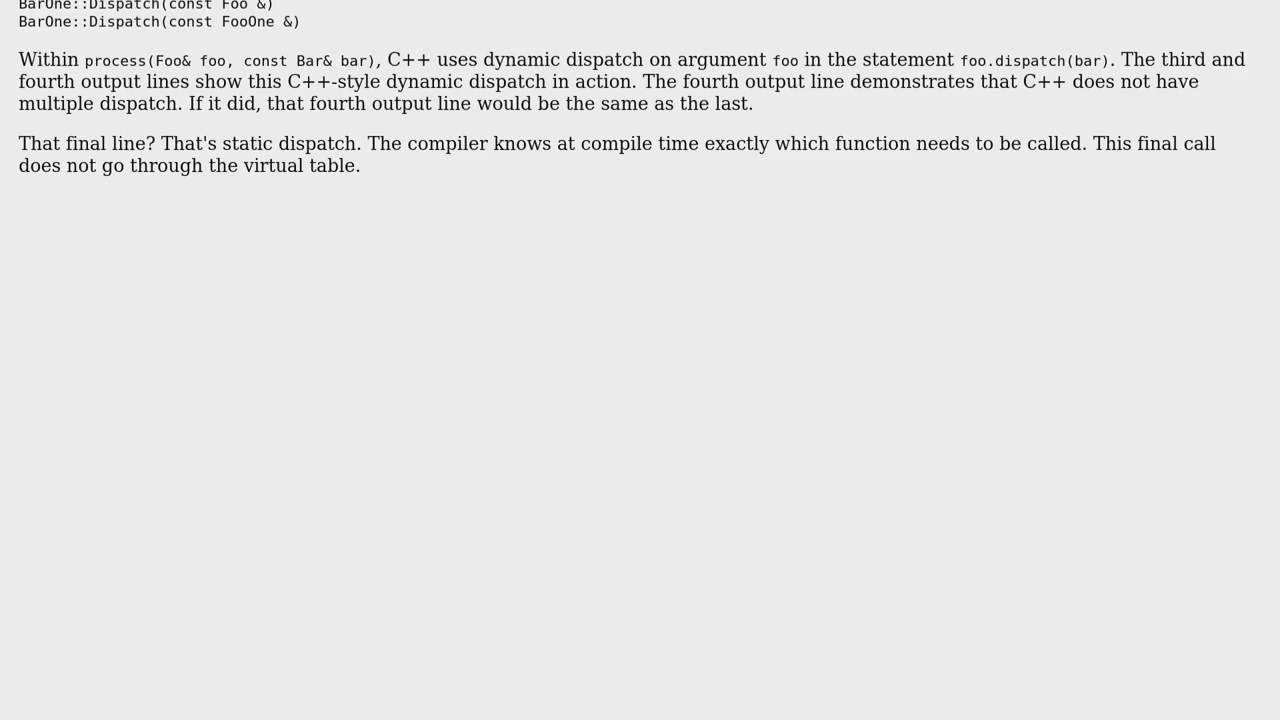 BarOne::Dispatch(const Foo &)
BarOne::Dispatch(const FooOne &)
Within process(Foo& foo, const Bar& bar), C++ uses dynamic dispatch on argument foo in the statement foo.dispatch(bar). The third and
fourth output lines show this C++-style dynamic dispatch in action. The fourth output line demonstrates that C++ does not have
multiple dispatch. If it did, that fourth output line would be the same as the last.
That final line? That's static dispatch. The compiler knows at compile time exactly which function needs to be called. This final call
does not go through the virtual table.